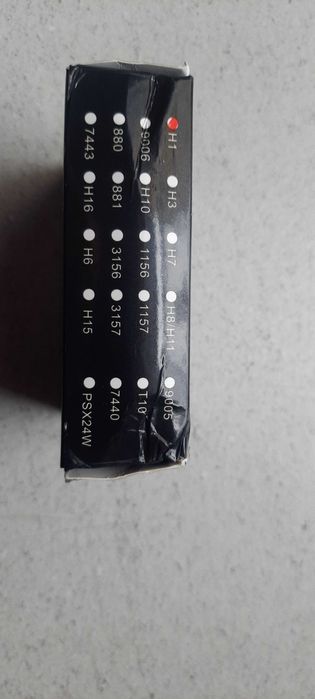 H1 H3 H7 H8/H11 9005
9006 H10 1156 1157 T10
880 881 3156 3157 7440
7443 H16 H6 H15 PSX24W